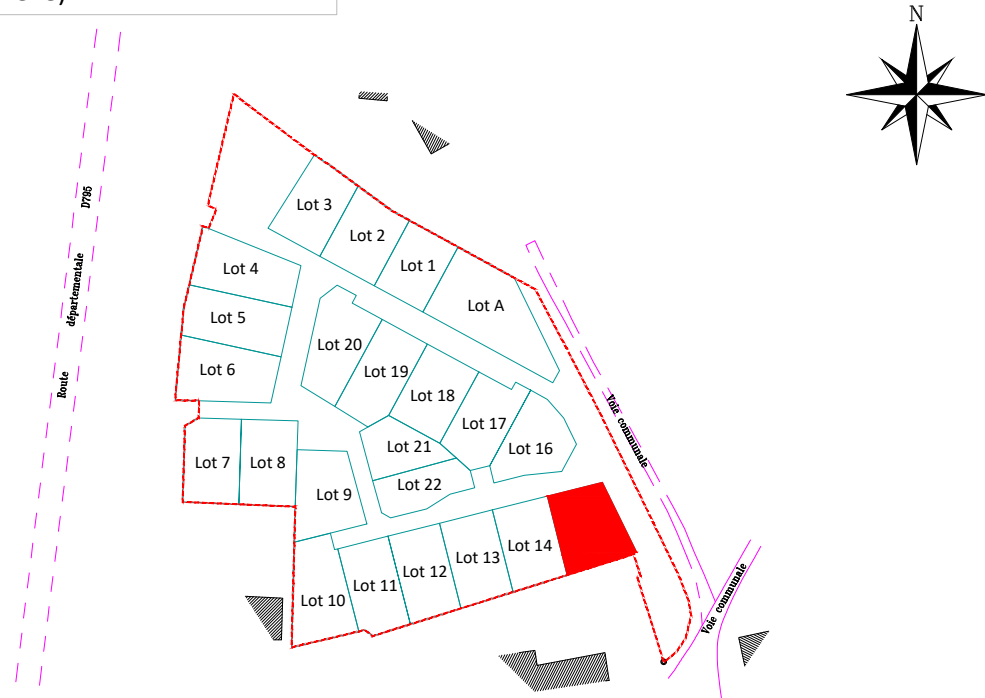 N
D795
départementale
Route
Lot 3
Lot 2
Lot 1
Lot A
Lot 4
Lot 5
Lot 6
Lot 20
Lot 19
Lot 18
Lot 17
Lot 16
Lot 21
Lot 22
Lot 7
Lot 8
Lot 9
Lot 10
Lot 11
Lot 12
Lot 13
Lot 14
Voie communale
Voie communale